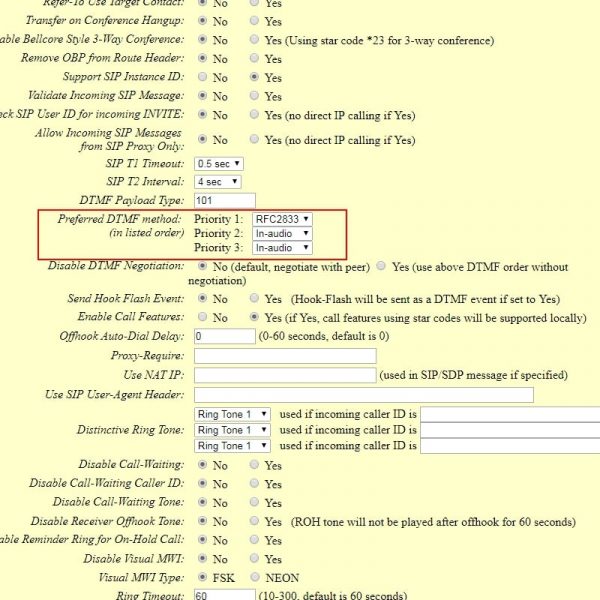 Refer-To Use Target Contact: No Yes
Transfer on Conference Hangup: No Yes
Bellcore Style 3-Way Conference: No Yes (Using star code *23 for 3-way conference)
Remove OBP from Route Header: No Yes
Support SIP Instance ID: No Yes
Validate Incoming SIP Message: No Yes
SIP User ID for incoming INVITE: No Yes (no direct IP calling if Yes)
Allow Incoming SIP Messages
from SIP Proxy Only: No Yes (no direct IP calling if Yes)
SIP T1 Timeout: 0.5 sec
SIP T2 Interval: 4 sec
DTMF Payload Type: 101
Preferred DTMF method: Priority 1: RFC2833
(in listed order) Priority 2: In-audio
Priority 3: In-audio
Disable DTMF Negotiation: No (default, negotiate with peer) Yes (use above DTMF order without
negotiation)
Send Hook Flash Event: No Yes (Hook-Flash will be sent as a DTMF event if set to Yes)
Enable Call Features: No Yes (if Yes, call features using star codes will be supported locally)
Offhook Auto-Dial Delay: 0 (0-60 seconds, default is 0)
Proxy-Require:
Use NAT IP: (used in SIP/SDP message if specified)
Use SIP User-Agent Header:
Ring Tone 1 used if incoming caller ID is
Distinctive Ring Tone: Ring Tone 1 used if incoming caller ID is
Ring Tone 1 used if incoming caller ID is
Disable Call-Waiting: No Yes
Disable Call-Waiting Caller ID: No Yes
Disable Call-Waiting Tone: No Yes
Disable Receiver Offhook Tone: No Yes (ROH tone will not be played after offhook for 60 seconds)
Reminder Ring for On-Hold Call: No Yes
Disable Visual MWI: No Yes
Visual MWI Type: FSK NEON
Ring Timeout: 60 (10-300, default is 60 seconds)